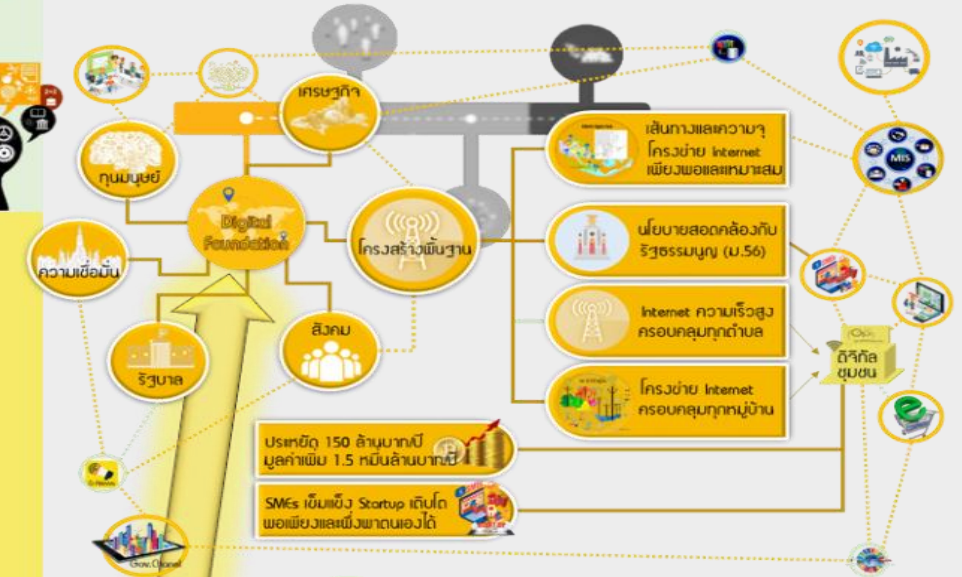 เศรษฐกิจ
ทุนมนุษย์
Digital
Foundation
โครงสร้างพื้นฐาน
ความเชื่อมั่น
รัฐบาล
สังคม
เส้นทางและความจุ
โครงข่าย Internet
เพียงพอและเหมาะสม
MIS
นโยบายสอดคล้องกับ
รัฐธรรมนูญ (ม.56)
Internet ความเร็วสูง
ครอบคลุมทุกตำบล
ดิจิทัล
ชุมชน
โครงข่าย Internet
ครอบคลุมทุกหมู่บ้าน
ประหยัด 150 ล้านบาท/ปี
มูลค่าเพิ่ม 1.5 หมื่นล้านบาท/ปี
SMEs เข้มแข็ง Startup เติบโต
พอเพียงและพึ่งพาตนเองได้
Gov.Chanel